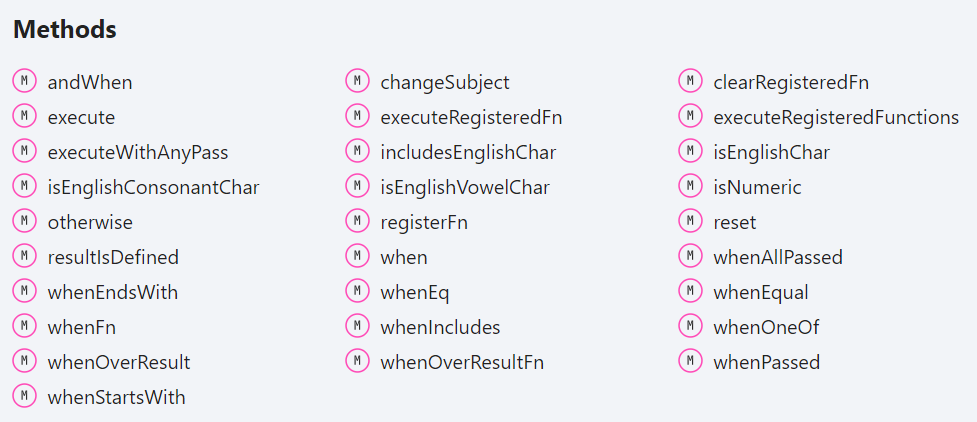 Methods
M andWhen M changeSubject M clearRegisteredFn
M execute M executeRegisteredFn M executeRegisteredFunctions
M executeWithAnyPass M includesEnglishChar M isEnglishChar
M isEnglishConsonantChar M isEnglishVowelChar M isNumeric
M otherwise M registerFn M reset
M resultIsDefined M when M whenAllPassed
M whenEndsWith M whenEq M whenEqual
M whenFn M whenIncludes M whenOneOf
M whenOverResult M whenOverResultFn M whenPassed
M whenStartsWith